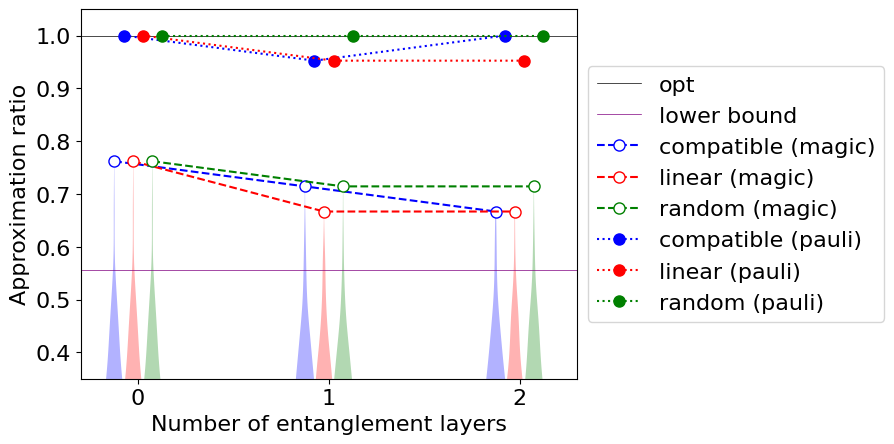 1.0
0.9
0.8
0.7
0.6
0.5
0.4
Approximation ratio
0 1 2
Number of entanglement layers
opt
lower bound
compatible (magic)
linear (magic)
random (magic)
compatible (pauli)
linear (pauli)
random (pauli)